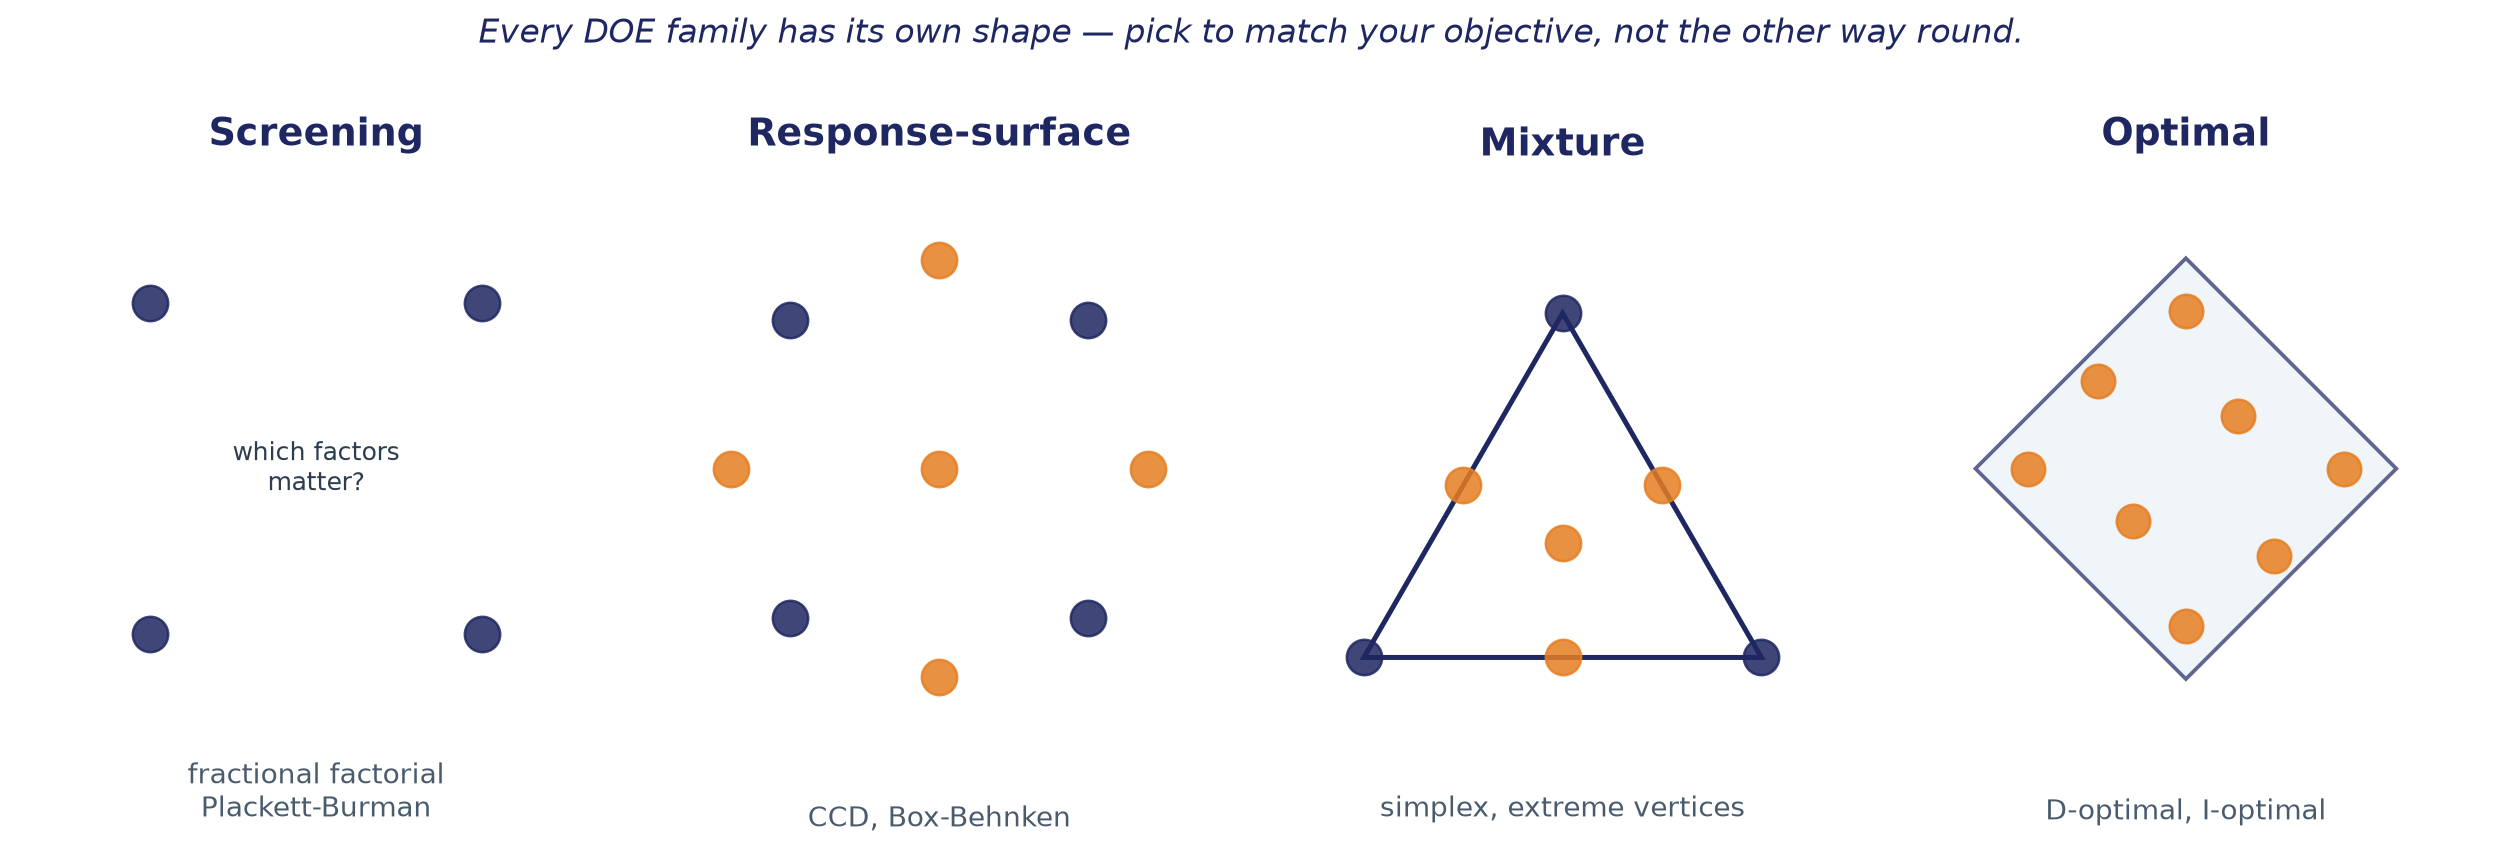 Every DOE family has its own shape — pick to match your objective, not the other way round.
Screening
Response-surface
Mixture
Optimal
which factors
matter?
fractional factorial
Plackett-Burman
CCD, Box-Behnken
simplex, extreme vertices
D-optimal, I-optimal